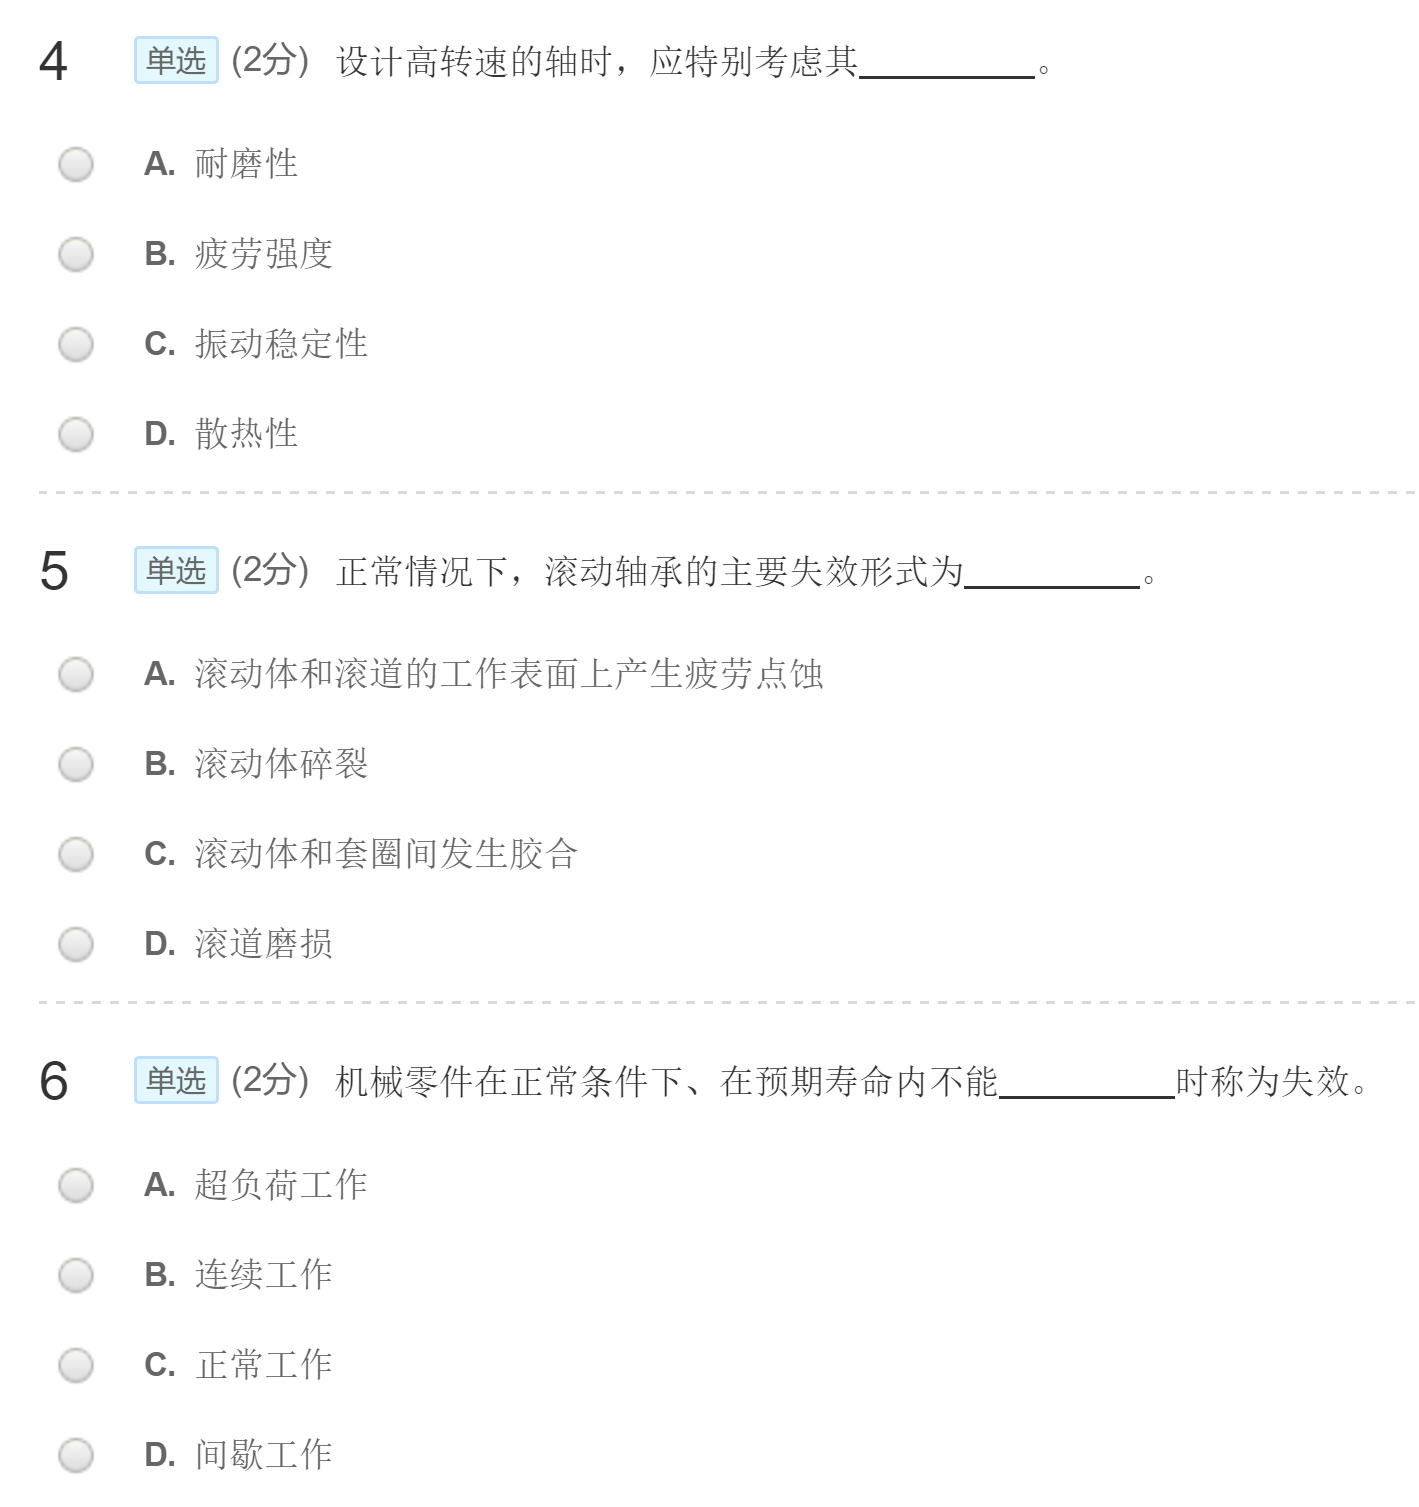 4 单选 (2分) 设计高转速的轴时，应特别考虑其__________。
A. 耐磨性
B. 疲劳强度
C. 振动稳定性
D. 散热性
5 单选 (2分) 正常情况下，滚动轴承的主要失效形式为__________。
A. 滚动体和滚道的工作表面上产生疲劳点蚀
B. 滚动体碎裂
C. 滚动体和套圈间发生胶合
D. 滚道磨损
6 单选 (2分) 机械零件在正常条件下、在预期寿命内不能__________时称为失效。
A. 超负荷工作
B. 连续工作
C. 正常工作
D. 间歇工作